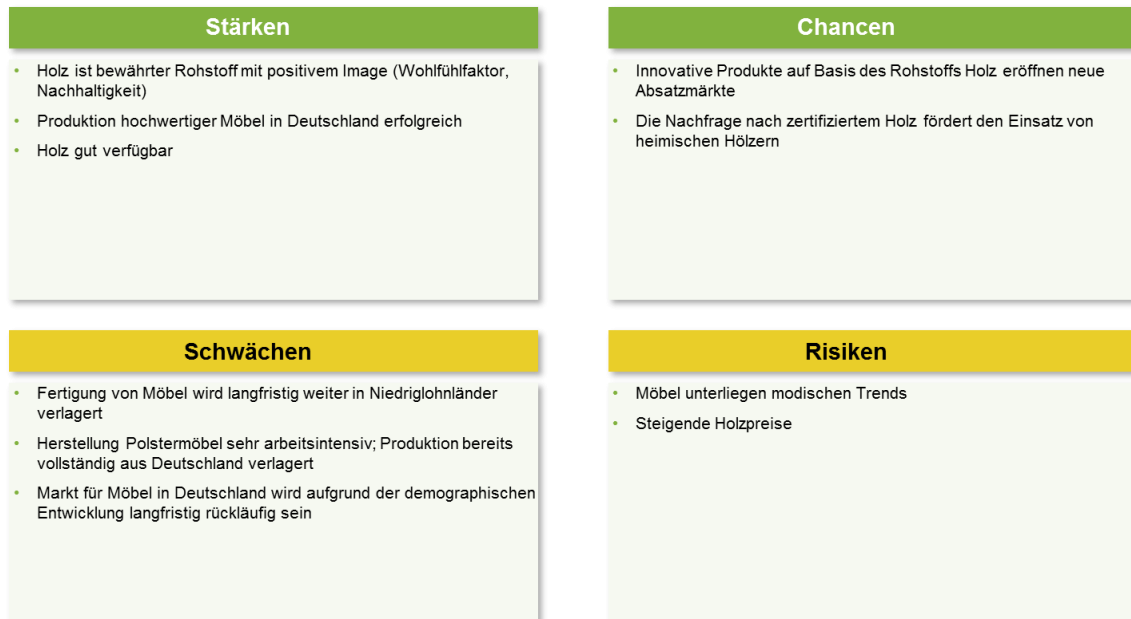 Stärken
• Holz ist bewährter Rohstoff mit positivem Image (Wohlfühlfaktor,
Nachhaltigkeit)
• Produktion hochwertiger Möbel in Deutschland erfolgreich
• Holz gut verfügbar
Chancen
• Innovative Produkte auf Basis des Rohstoffs Holz eröffnen neue
Absatzmärkte
• Die Nachfrage nach zertifiziertem Holz fördert den Einsatz von
heimischen Hölzern
Schwächen
• Fertigung von Möbel wird langfristig weiter in Niedriglohnländer
verlagert
• Herstellung Polstermöbel sehr arbeitsintensiv; Produktion bereits
vollständig aus Deutschland verlagert
• Markt für Möbel in Deutschland wird aufgrund der demographischen
Entwicklung langfristig rückläufig sein
Risiken
• Möbel unterliegen modischen Trends
• Steigende Holzpreise